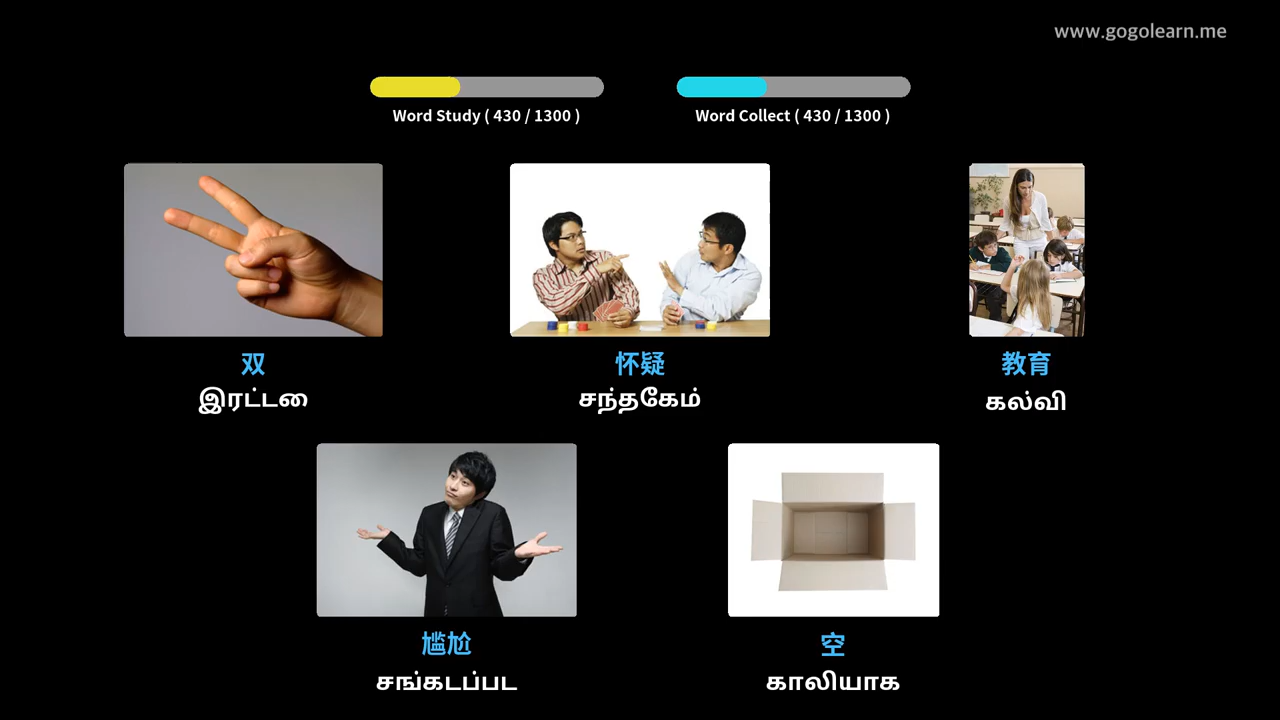 www.gogolearn.me
Word Study ( 430 / 1300 )
Word Collect ( 430 / 1300 )
双
இரட்டை
怀疑
சந்தேகம்
教育
கல்வி
尴尬
சங்கடப்பட
空
காலியாக